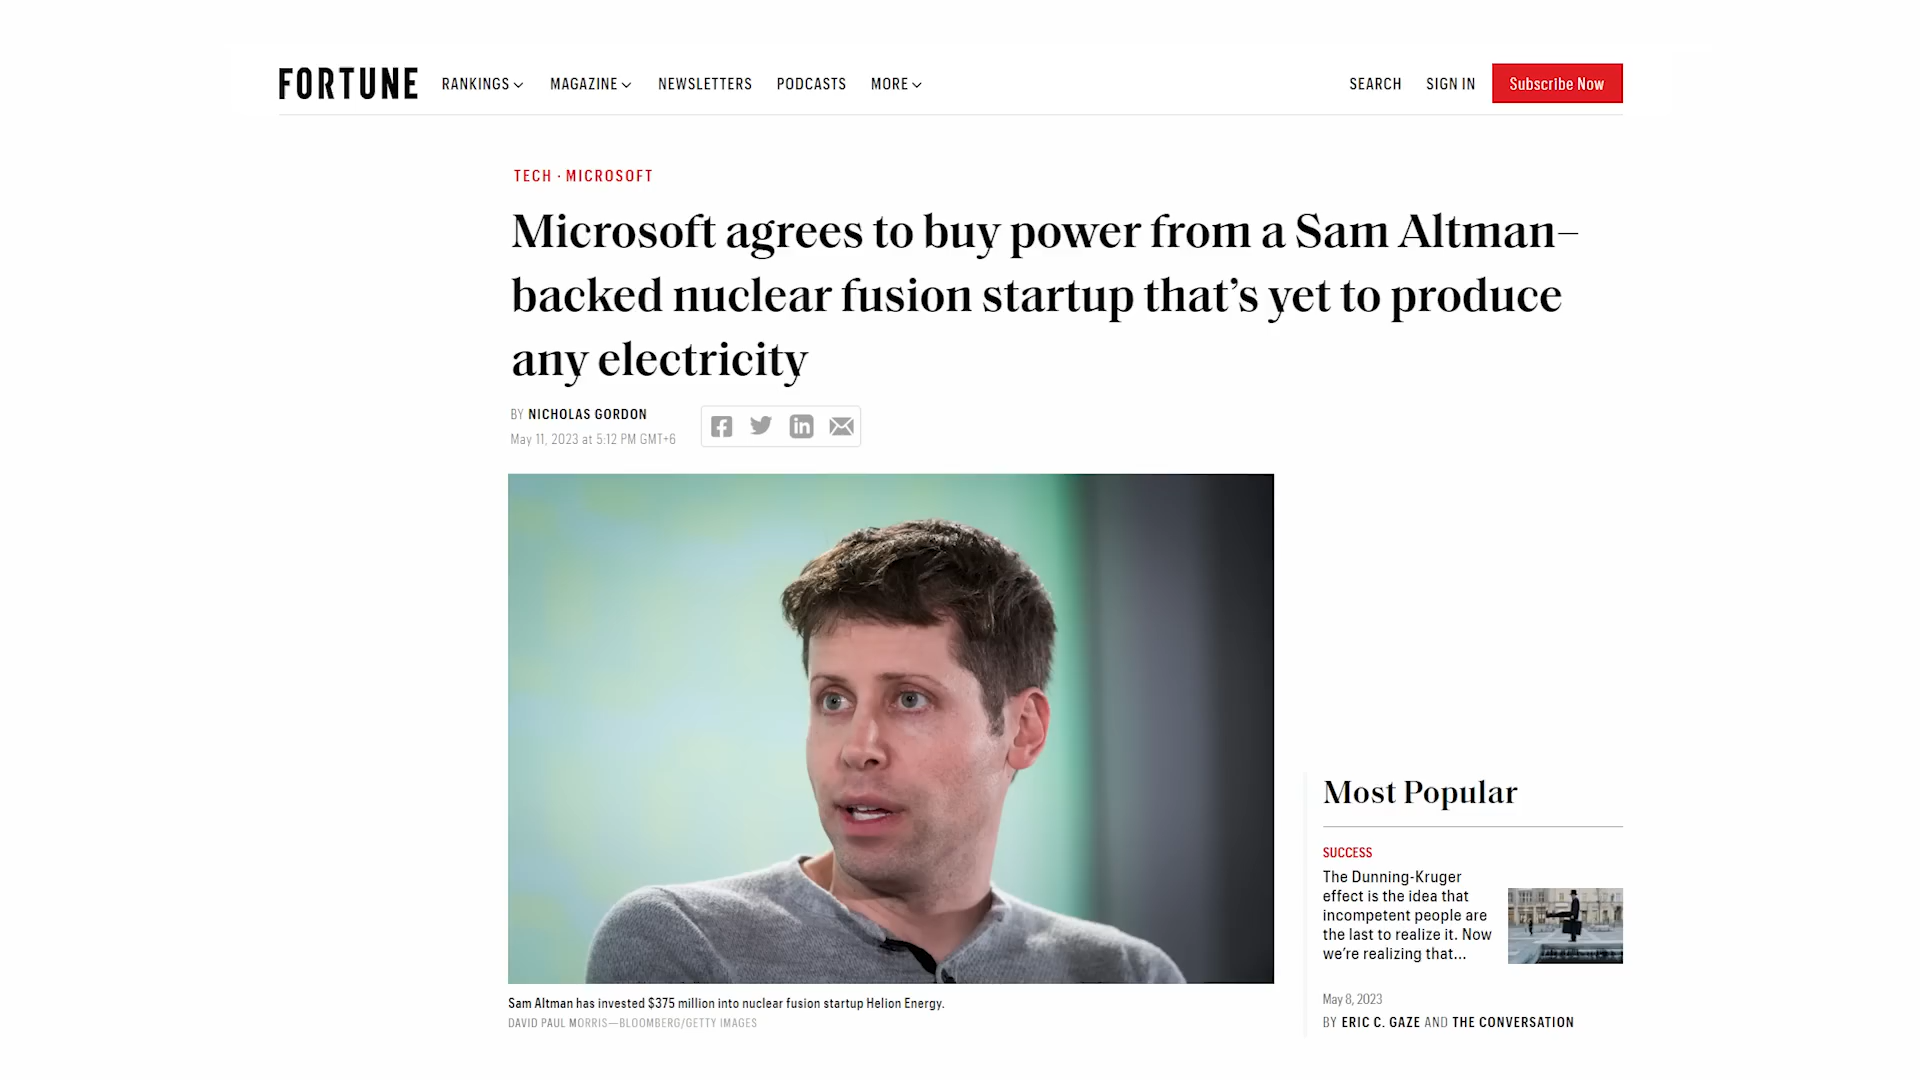 FORTUNE RANKINGS MAGAZINE NEWSLETTERS PODCASTS MORE SEARCH SIGN IN Subscribe Now
TECH · MICROSOFT
Microsoft agrees to buy power from a Sam Altman–
backed nuclear fusion startup that’s yet to produce
any electricity
BY NICHOLAS GORDON
May 11, 2023 at 5:12 PM GMT+6
Sam Altman has invested $375 million into nuclear fusion startup Helion Energy.
DAVID PAUL MORRIS—BLOOMBERG/GETTY IMAGES
Most Popular
SUCCESS
The Dunning-Kruger
effect is the idea that
incompetent people are
the last to realize it. Now
we’re realizing that...
May 8, 2023
BY ERIC C. GAZE AND THE CONVERSATION